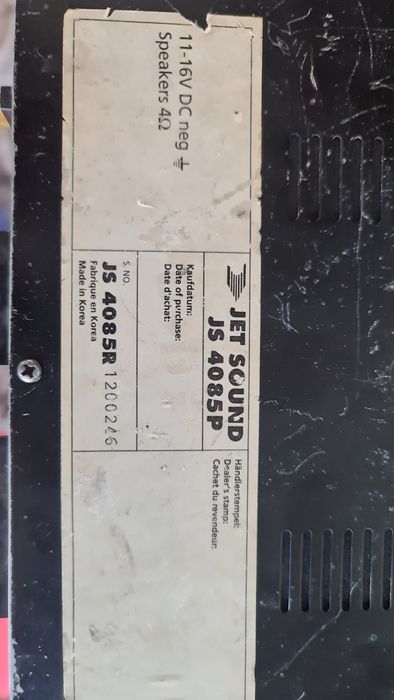 11-16V DC neg ⏚
Speakers 4Ω
JET SOUND
JS 4085P
Kaufdatum:
Date of purchase:
Date d'achat:
S. NO.
JS 4085R 1200246
Fabrique en Korea
Made in Korea
Händlerstempel:
Dealer's stamp:
Cachet du revendeur: